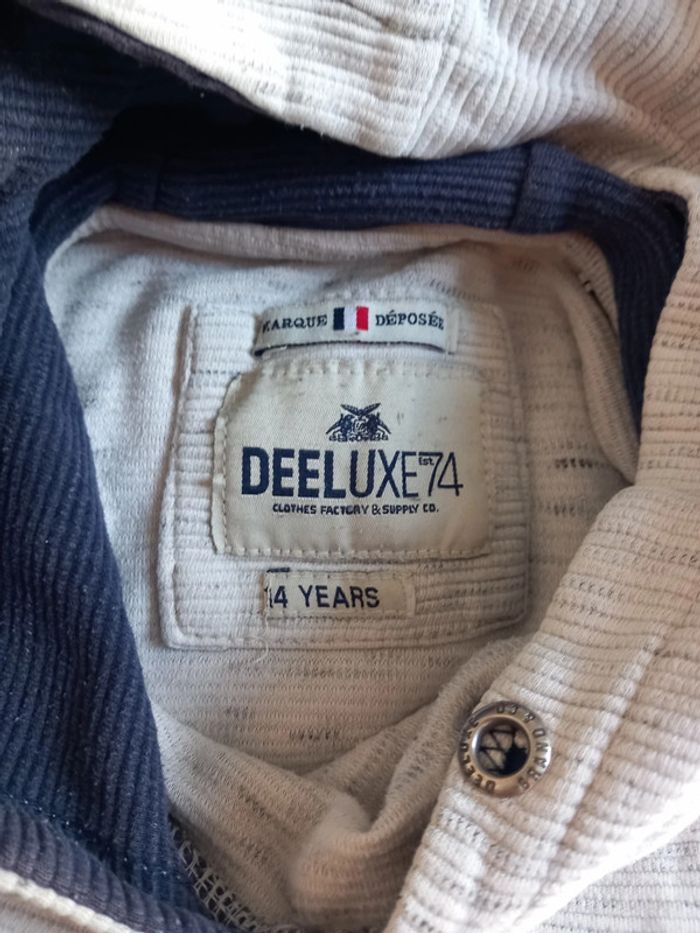 MARQUE DÉPOSÉE
DEELUXE Est. 74
CLOTHES FACTORY & SUPPLY CO.
14 YEARS